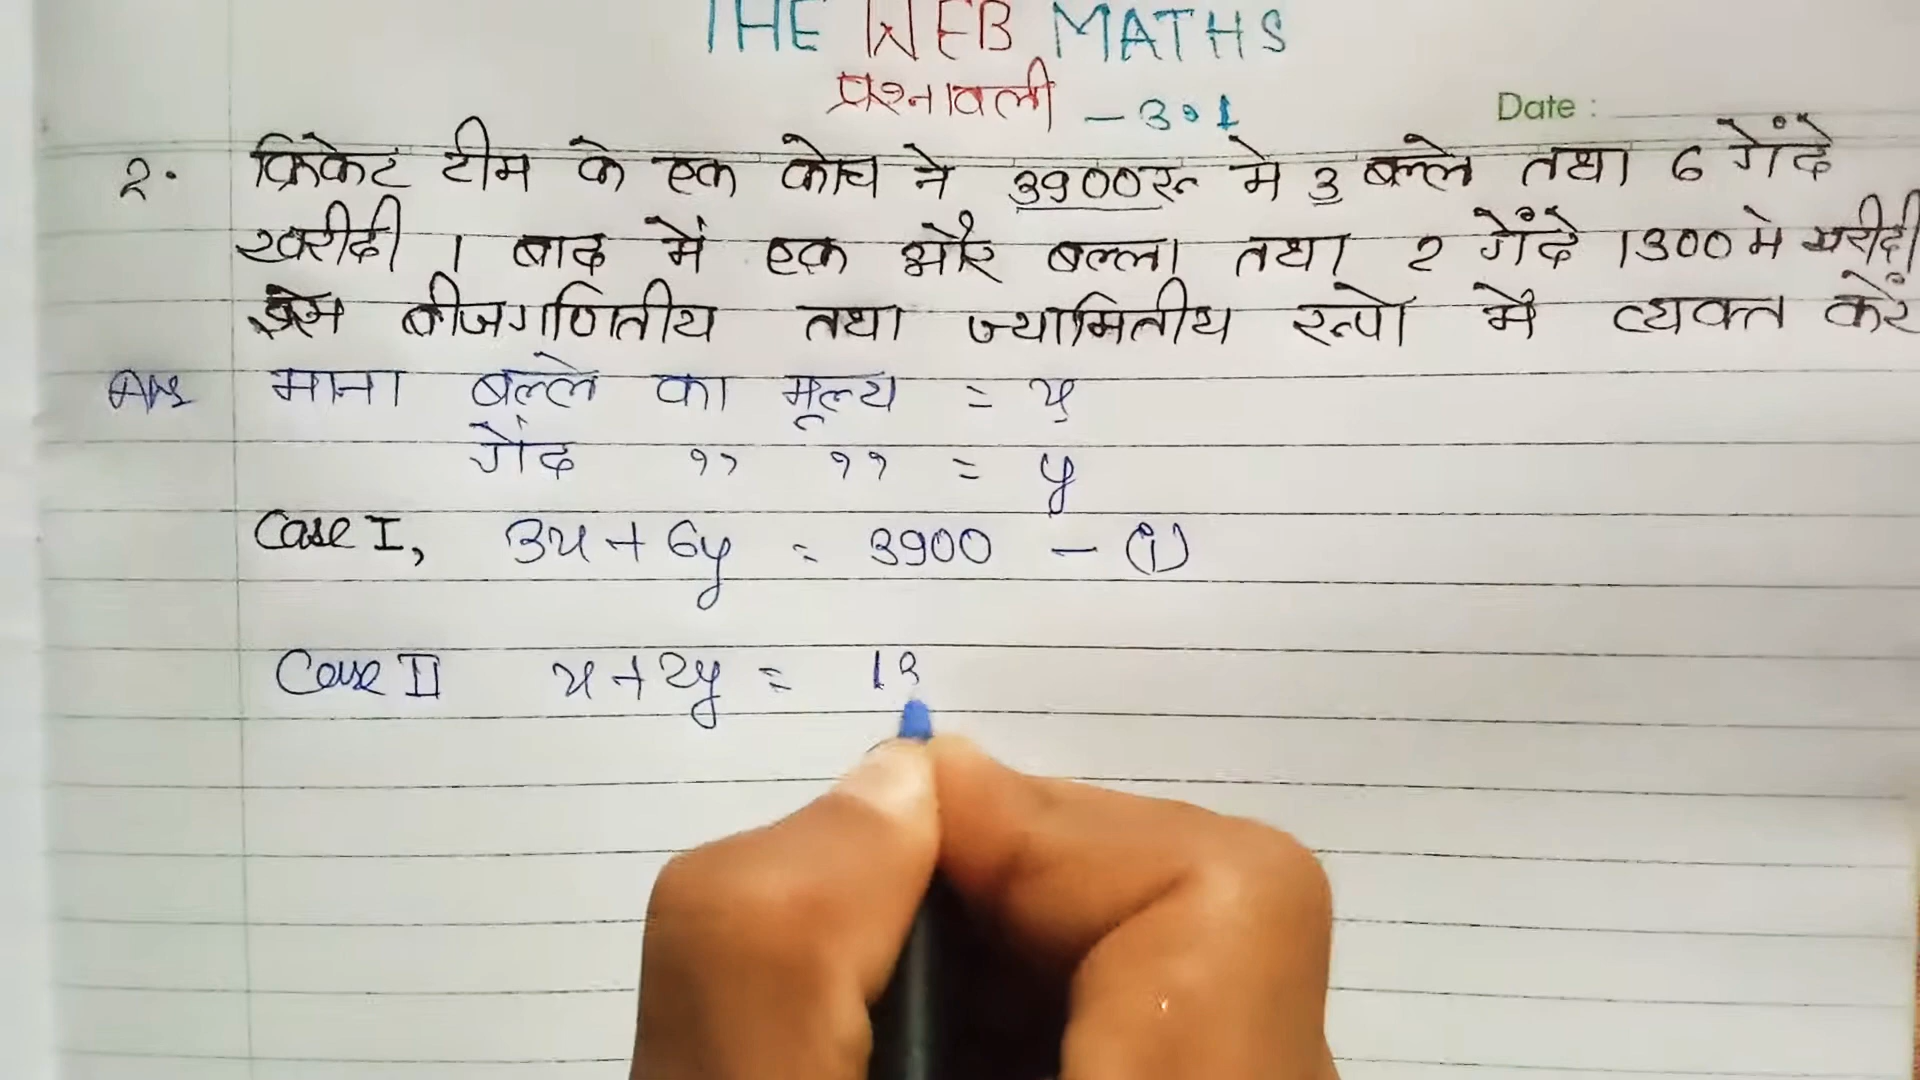 THE WEB MATHS
प्रश्नावली - 3.1
Date :
2. क्रिकेट टीम के एक कोच ने 3900रू मे 3 बल्ले तथा 6 गेंदें
खरीदी । बाद में एक और बल्ला तथा 2 गेंदें 1300 मे खरीदी
इस बीजगणितीय तथा ज्यामितीय रूपो में व्यक्त करें
Ans माना बल्ले का मूल्य = x
गेंद ,, ,, = y
Case I, 3x + 6y = 3900 - (i)
Case II x + 2y = 13